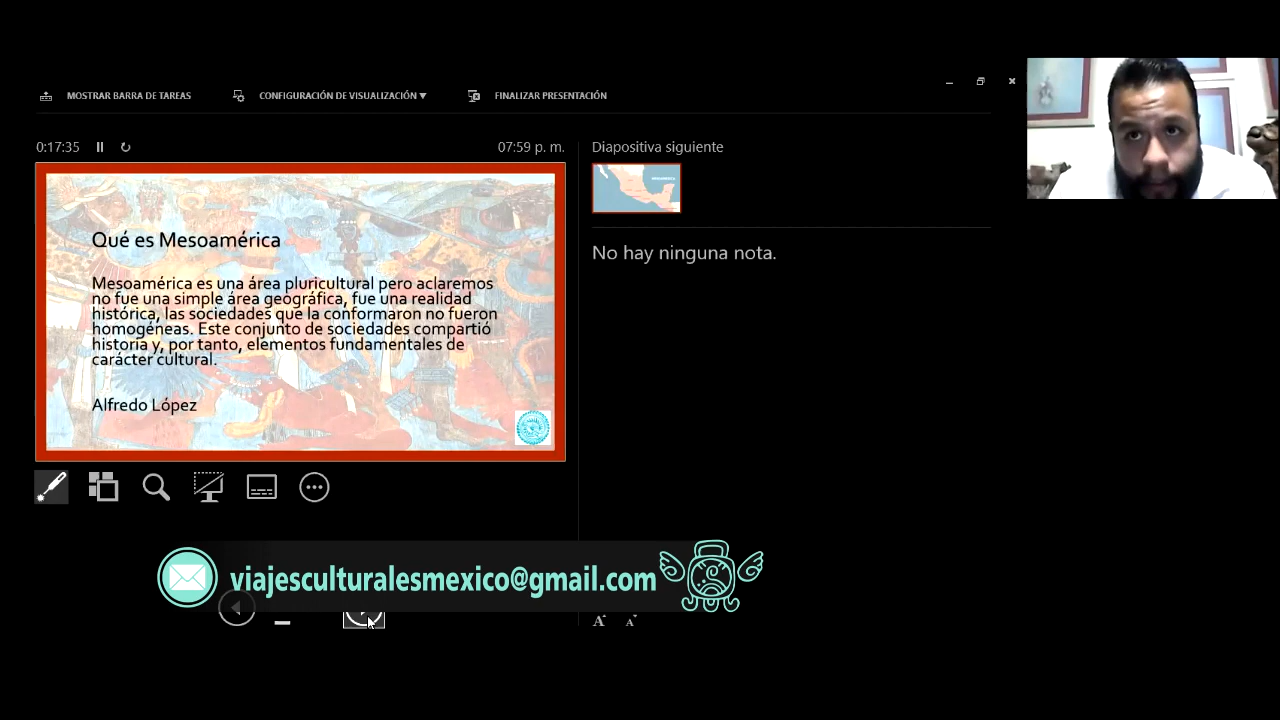 MOSTRAR BARRA DE TAREAS
CONFIGURACIÓN DE VISUALIZACIÓN ▼
FINALIZAR PRESENTACIÓN
0:17:35
07:59 p. m.
Diapositiva siguiente
Qué es Mesoamérica
Mesoamérica es una área pluricultural pero aclaremos
no fue una simple área geográfica, fue una realidad
histórica, las sociedades que la conformaron no fueron
homogéneas. Este conjunto de sociedades compartió
historia y, por tanto, elementos fundamentales de
carácter cultural.
Alfredo López
No hay ninguna nota.
viajesculturalesmexico@gmail.com
A A